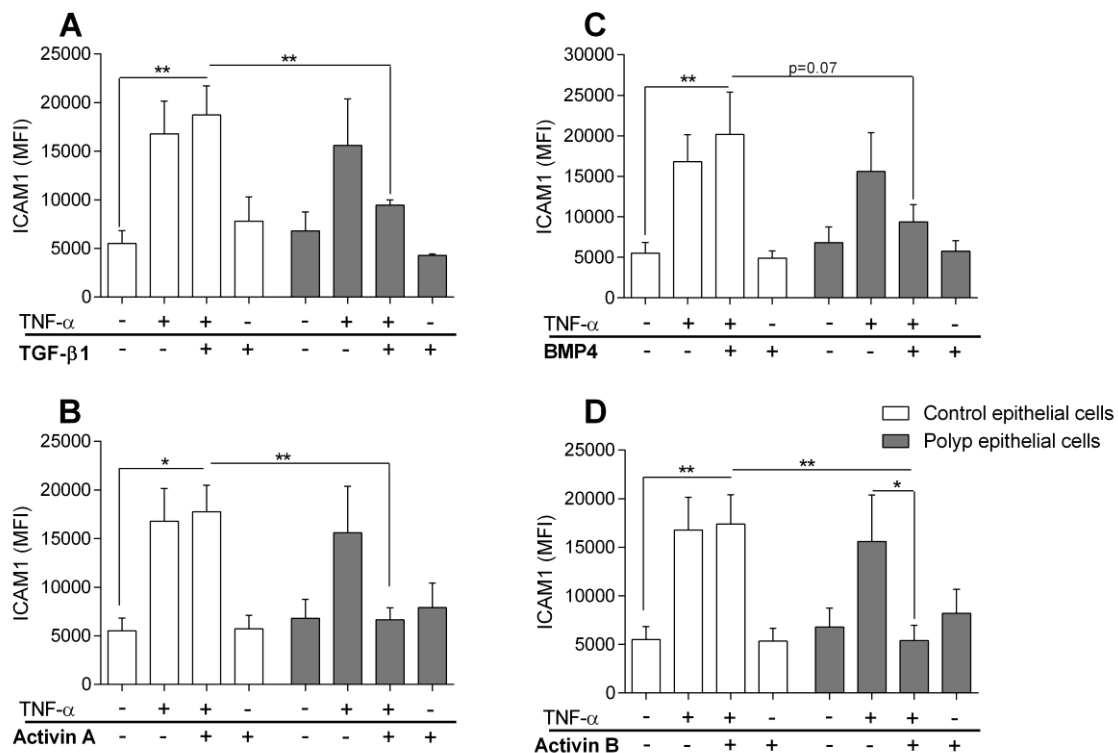 A
25000
20000
15000
10000
5000
0
ICAM1 (MFI)
**
**
TNF-α - + + - - + + -
TGF-β1 - - + + - - + +
C
30000
25000
20000
15000
10000
5000
0
ICAM1 (MFI)
**
p=0.07
TNF-α - + + - - + + -
BMP4 - - + + - - + +
B
25000
20000
15000
10000
5000
0
ICAM1 (MFI)
*
**
TNF-α - + + - - + + -
Activin A - - + + - - + +
D
Control epithelial cells
Polyp epithelial cells
25000
20000
15000
10000
5000
0
ICAM1 (MFI)
**
**
*
TNF-α - + + - - + + -
Activin B - - + + - - + +